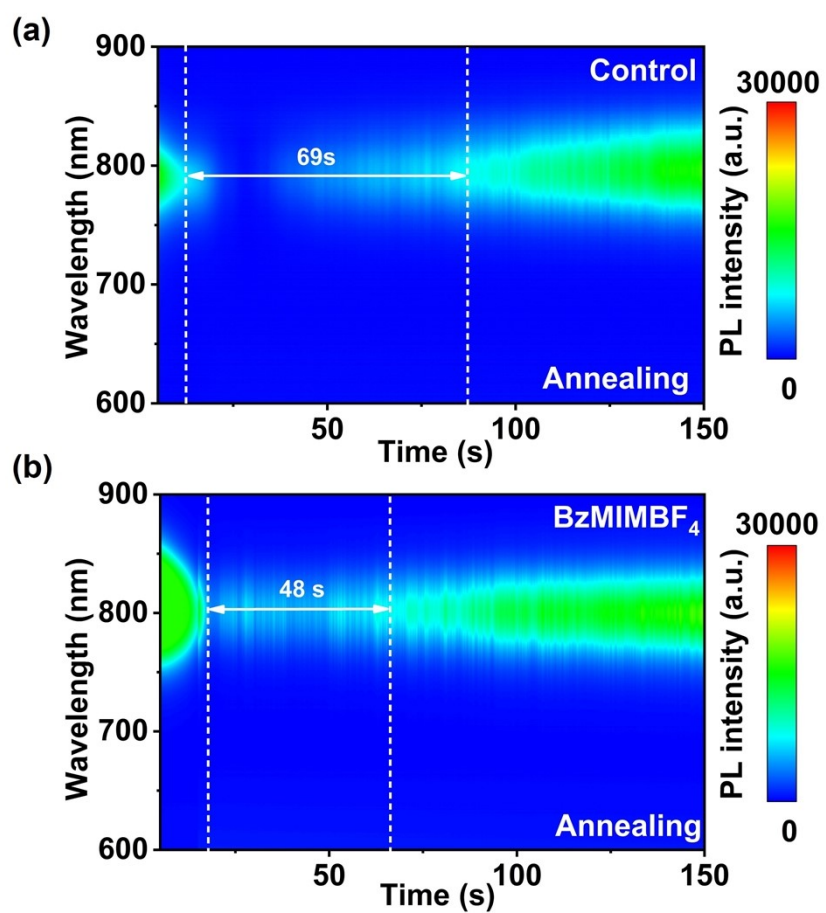 (a)
900
800
700
600
Wavelength (nm)
Control
69s
Annealing
50
100
150
Time (s)
30000
PL intensity (a.u.)
0
(b)
900
800
700
600
Wavelength (nm)
BzMIMBF₄
48 s
Annealing
50
100
150
Time (s)
30000
PL intensity (a.u.)
0